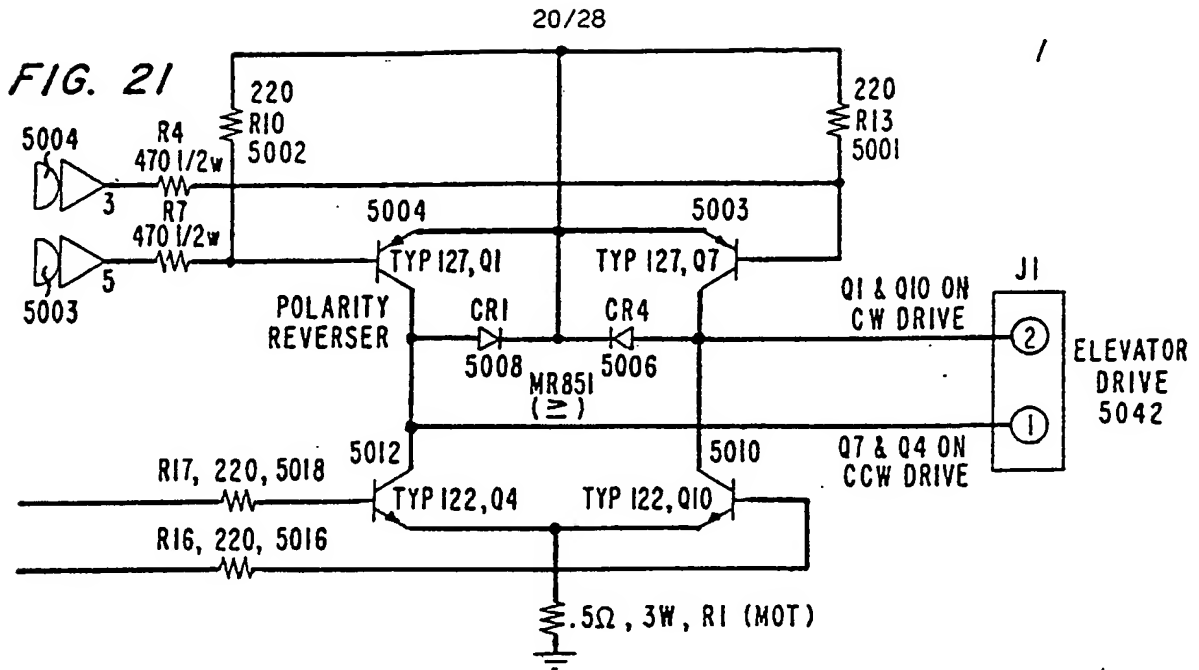 20/28
FIG. 21
5004
R4
470 1/2w
3
R7
470 1/2w
5
5003
220
R10
5002
220
R13
5001
5004
5003
TYP 127, Q1
TYP 127, Q7
POLARITY
REVERSER
CR1
5008
CR4
5006
MR851
(≥)
Q1 & Q10 ON
CW DRIVE
J1
2
1
ELEVATOR
DRIVE
5042
Q7 & Q4 ON
CCW DRIVE
5012
5010
R17, 220, 5018
TYP 122, Q4
TYP 122, Q10
R16, 220, 5016
.5Ω, 3W, R1 (MOT)